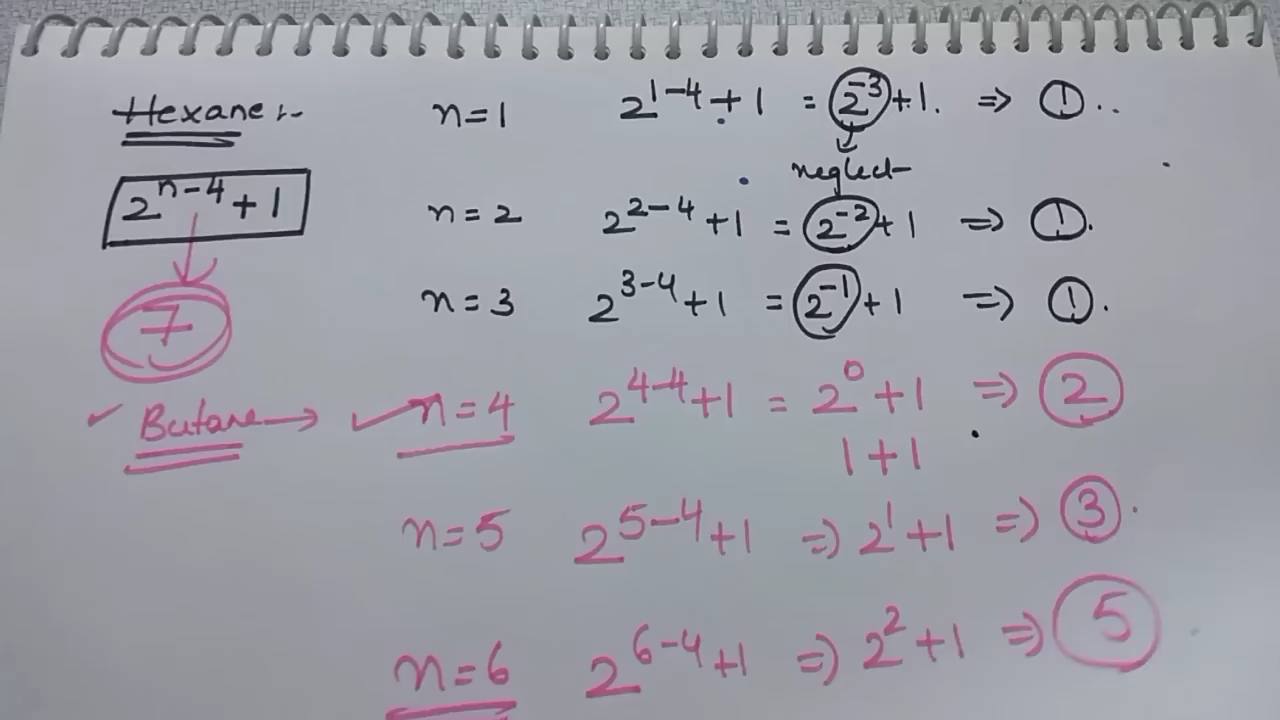 Hexane :-
2^{n-4} + 1
7
n = 1 2^{1-4} + 1 = 2^{-3} + 1. ⇒ 1 ..
neglect
n = 2 2^{2-4} + 1 = 2^{-2} + 1 ⇒ 1.
n = 3 2^{3-4} + 1 = 2^{-1} + 1 ⇒ 1.
✓ Butane → ✓ n = 4 2^{4-4} + 1 = 2^{0} + 1 ⇒ 2
1 + 1
n = 5 2^{5-4} + 1 ⇒ 2^{1} + 1 ⇒ 3.
n = 6 2^{6-4} + 1 ⇒ 2^{2} + 1 ⇒ 5